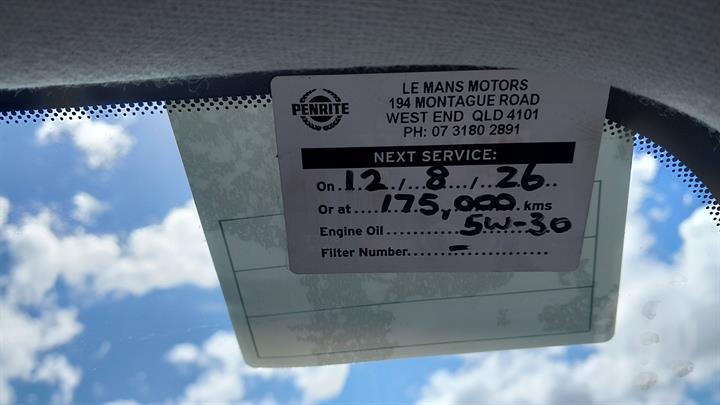 PENRITE
LE MANS MOTORS
194 MONTAGUE ROAD
WEST END QLD 4101
PH: 07 3180 2891
NEXT SERVICE:
On 12 / 8 / 26
Or at 175,000 kms
Engine Oil 5W-30
Filter Number -